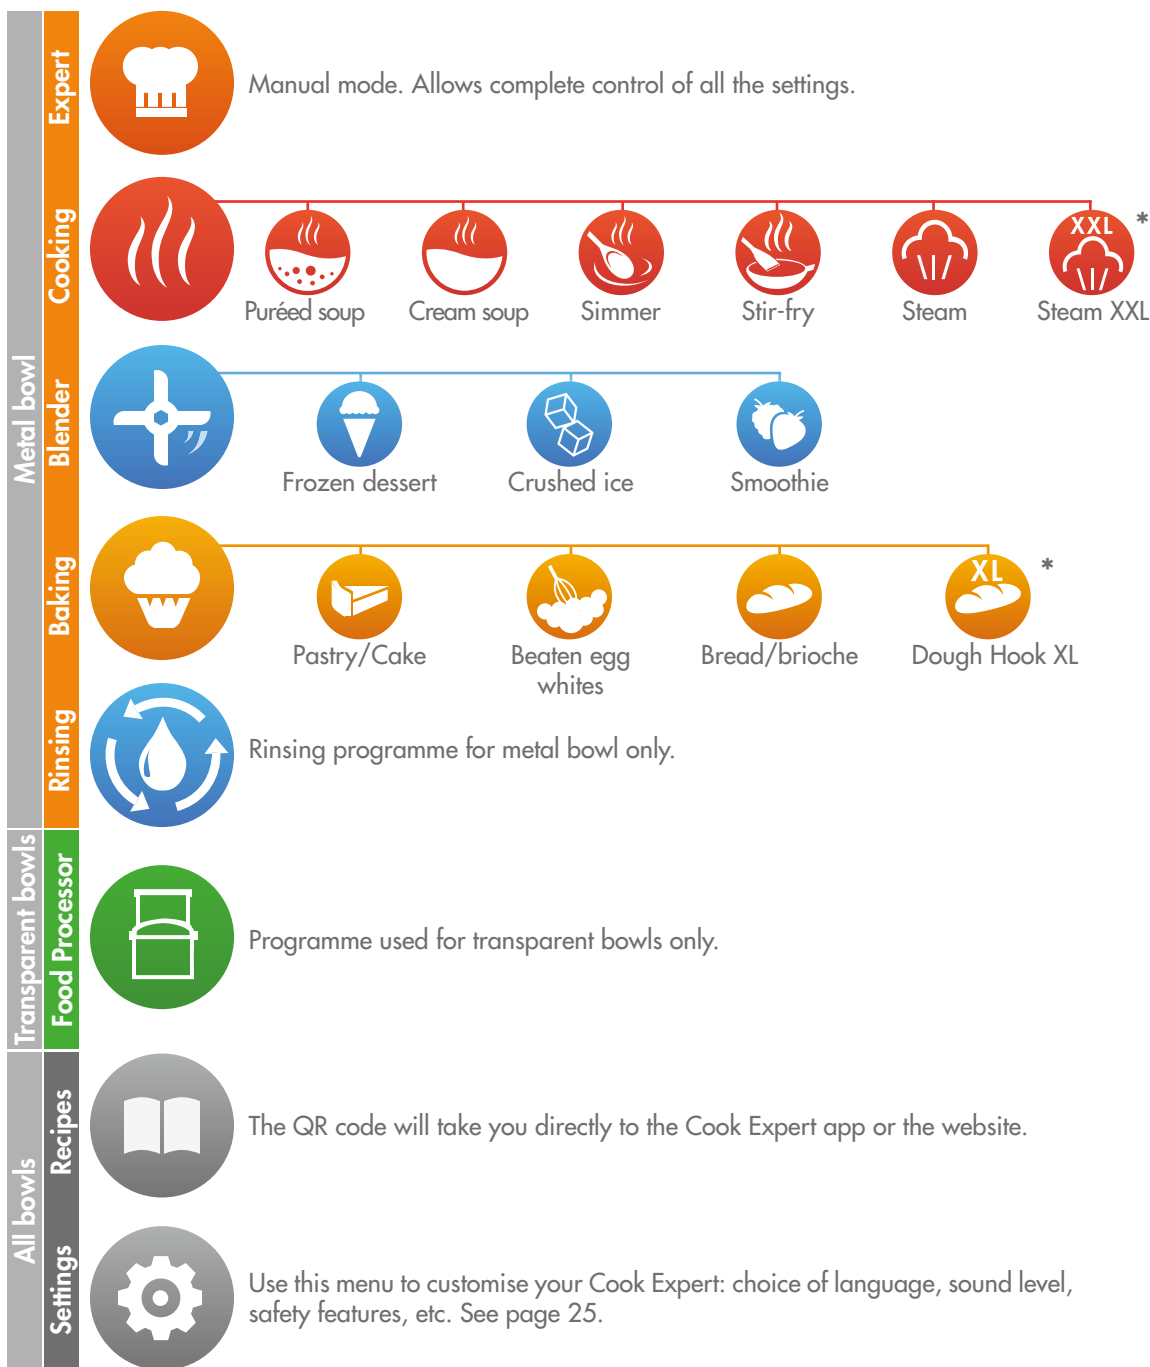 Metal bowl
Expert
Manual mode. Allows complete control of all the settings.
Cooking
XXL
*
Puréed soup
Cream soup
Simmer
Stir-fry
Steam
Steam XXL
Blender
Frozen dessert
Crushed ice
Smoothie
Baking
XL
*
Pastry/Cake
Beaten egg
whites
Bread/brioche
Dough Hook XL
Rinsing
Rinsing programme for metal bowl only.
Transparent bowls
Food Processor
Programme used for transparent bowls only.
All bowls
Recipes
The QR code will take you directly to the Cook Expert app or the website.
Settings
Use this menu to customise your Cook Expert: choice of language, sound level,
safety features, etc. See page 25.